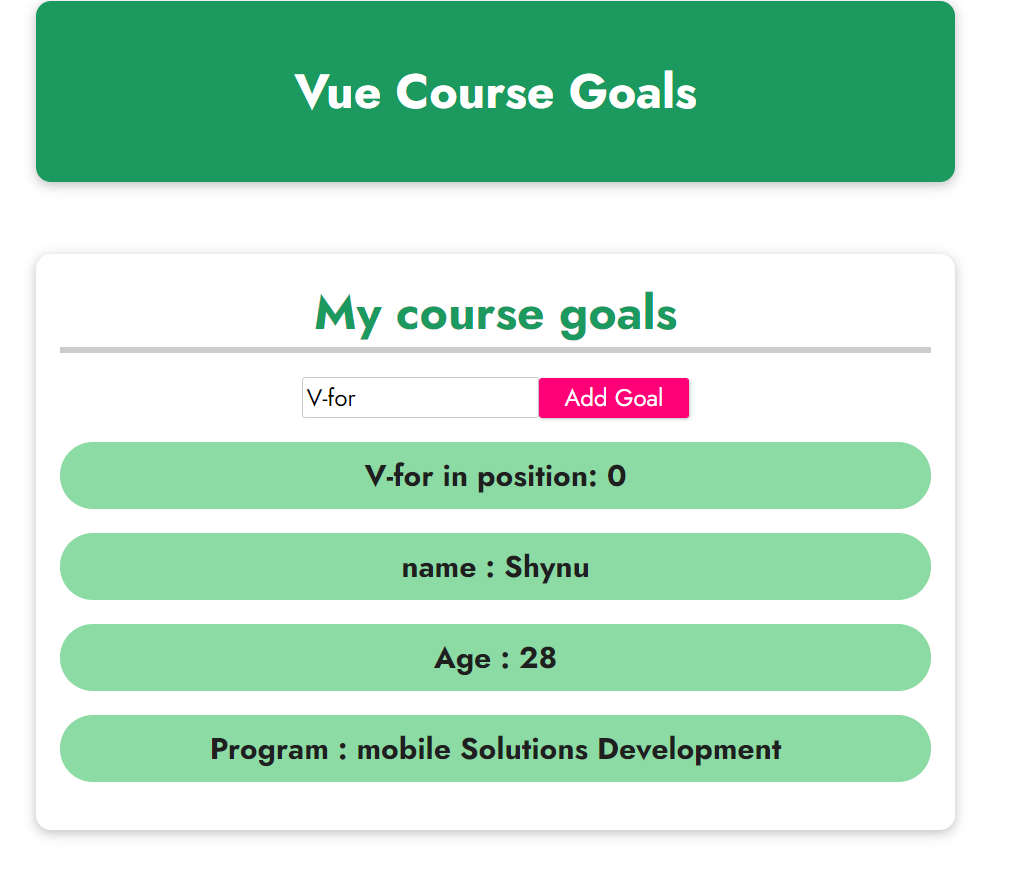 Vue Course Goals
My course goals
V-for Add Goal
V-for in position: 0
name : Shynu
Age : 28
Program : mobile Solutions Development